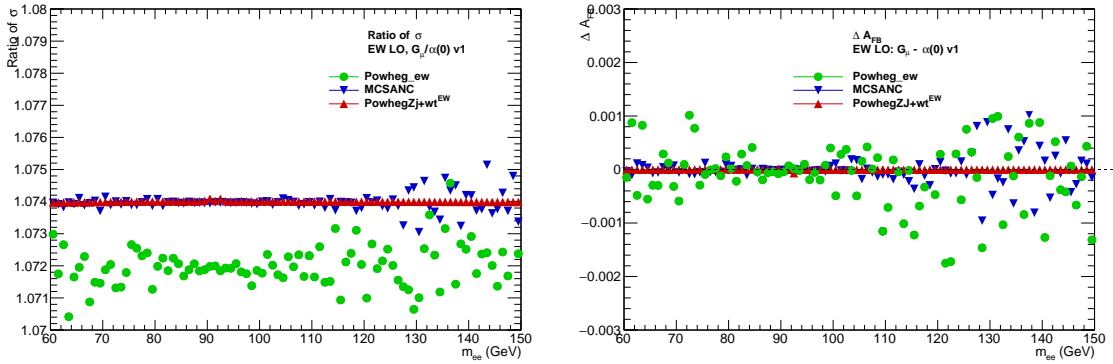 Ratio of σ
1.08
1.079
1.078
1.077
1.076
1.075
1.074
1.073
1.072
1.071
1.07
60 70 80 90 100 110 120 130 140 150
m_ee (GeV)
Ratio of σ
EW LO, G_μ/α(0) v1
Powheg_ew
MCSANC
PowhegZj+wt^EW
Δ A_FB
0.003
0.002
0.001
0
−0.001
−0.002
−0.003
60 70 80 90 100 110 120 130 140 150
m_ee (GeV)
Δ A_FB
EW LO: G_μ - α(0) v1
Powheg_ew
MCSANC
PowhegZJ+wt^EW